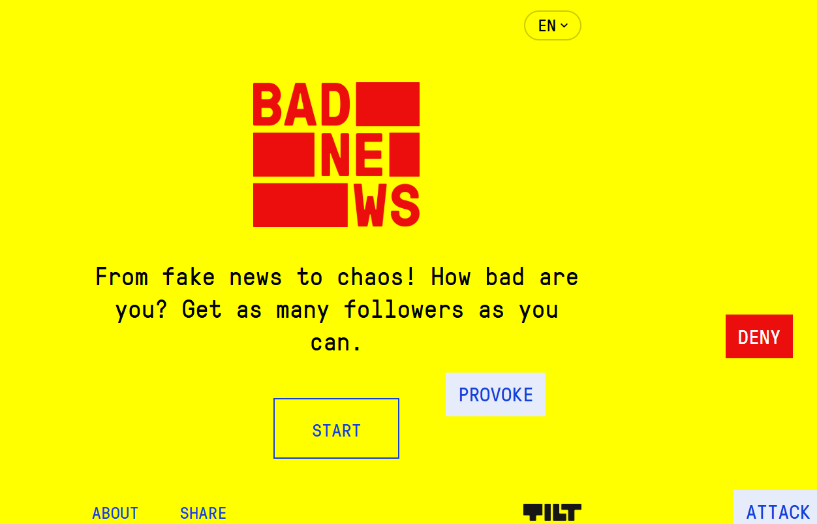 EN
BAD
NE
WS
From fake news to chaos! How bad are
you? Get as many followers as you
can.
DENY
PROVOKE
START
ATTACK
ABOUT
SHARE
TILT